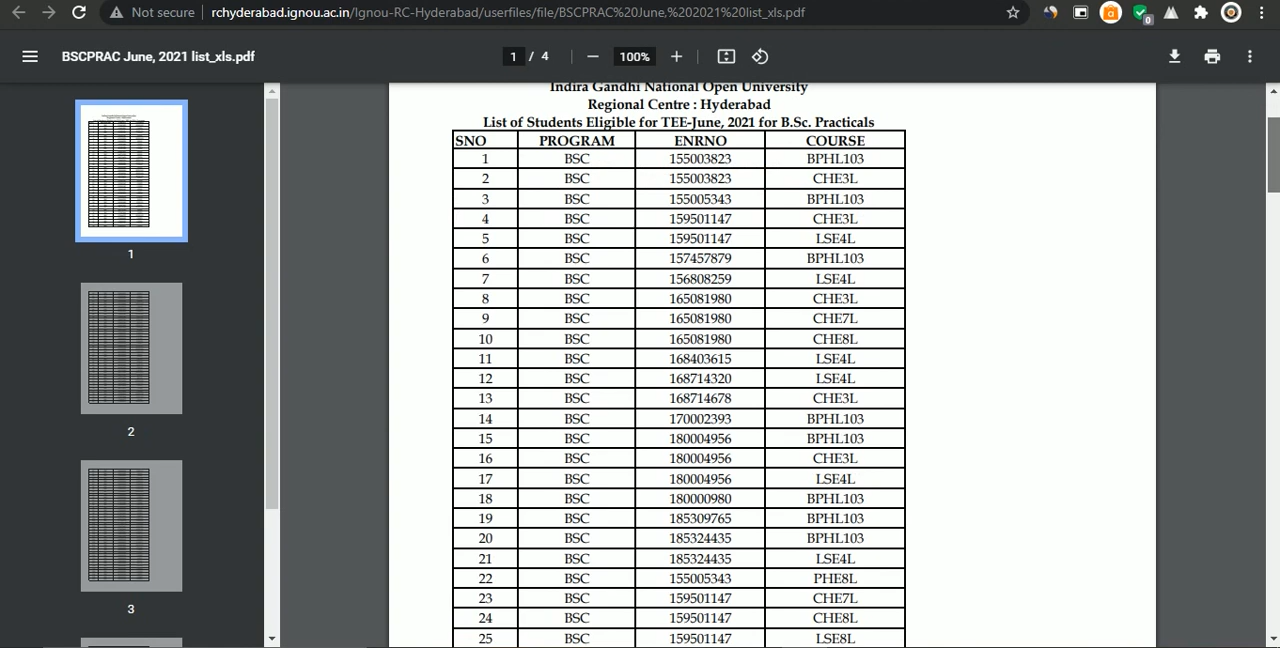 Not secure | rchyderabad.ignou.ac.in/Ignou-RC-Hyderabad/userfiles/file/BSCPRAC%20June,%202021%20list_xls.pdf
0
BSCPRAC June, 2021 list_xls.pdf
1 / 4
100%
1
2
3
Indira Gandhi National Open University
Regional Centre : Hyderabad
List of Students Eligible for TEE-June, 2021 for B.Sc. Practicals
SNO PROGRAM ENRNO COURSE
1 BSC 155003823 BPHL103
2 BSC 155003823 CHE3L
3 BSC 155005343 BPHL103
4 BSC 159501147 CHE3L
5 BSC 159501147 LSE4L
6 BSC 157457879 BPHL103
7 BSC 156808259 LSE4L
8 BSC 165081980 CHE3L
9 BSC 165081980 CHE7L
10 BSC 165081980 CHE8L
11 BSC 168403615 LSE4L
12 BSC 168714320 LSE4L
13 BSC 168714678 CHE3L
14 BSC 170002393 BPHL103
15 BSC 180004956 BPHL103
16 BSC 180004956 CHE3L
17 BSC 180004956 LSE4L
18 BSC 180000980 BPHL103
19 BSC 185309765 BPHL103
20 BSC 185324435 BPHL103
21 BSC 185324435 LSE4L
22 BSC 155005343 PHE8L
23 BSC 159501147 CHE7L
24 BSC 159501147 CHE8L
25 BSC 159501147 LSE8L